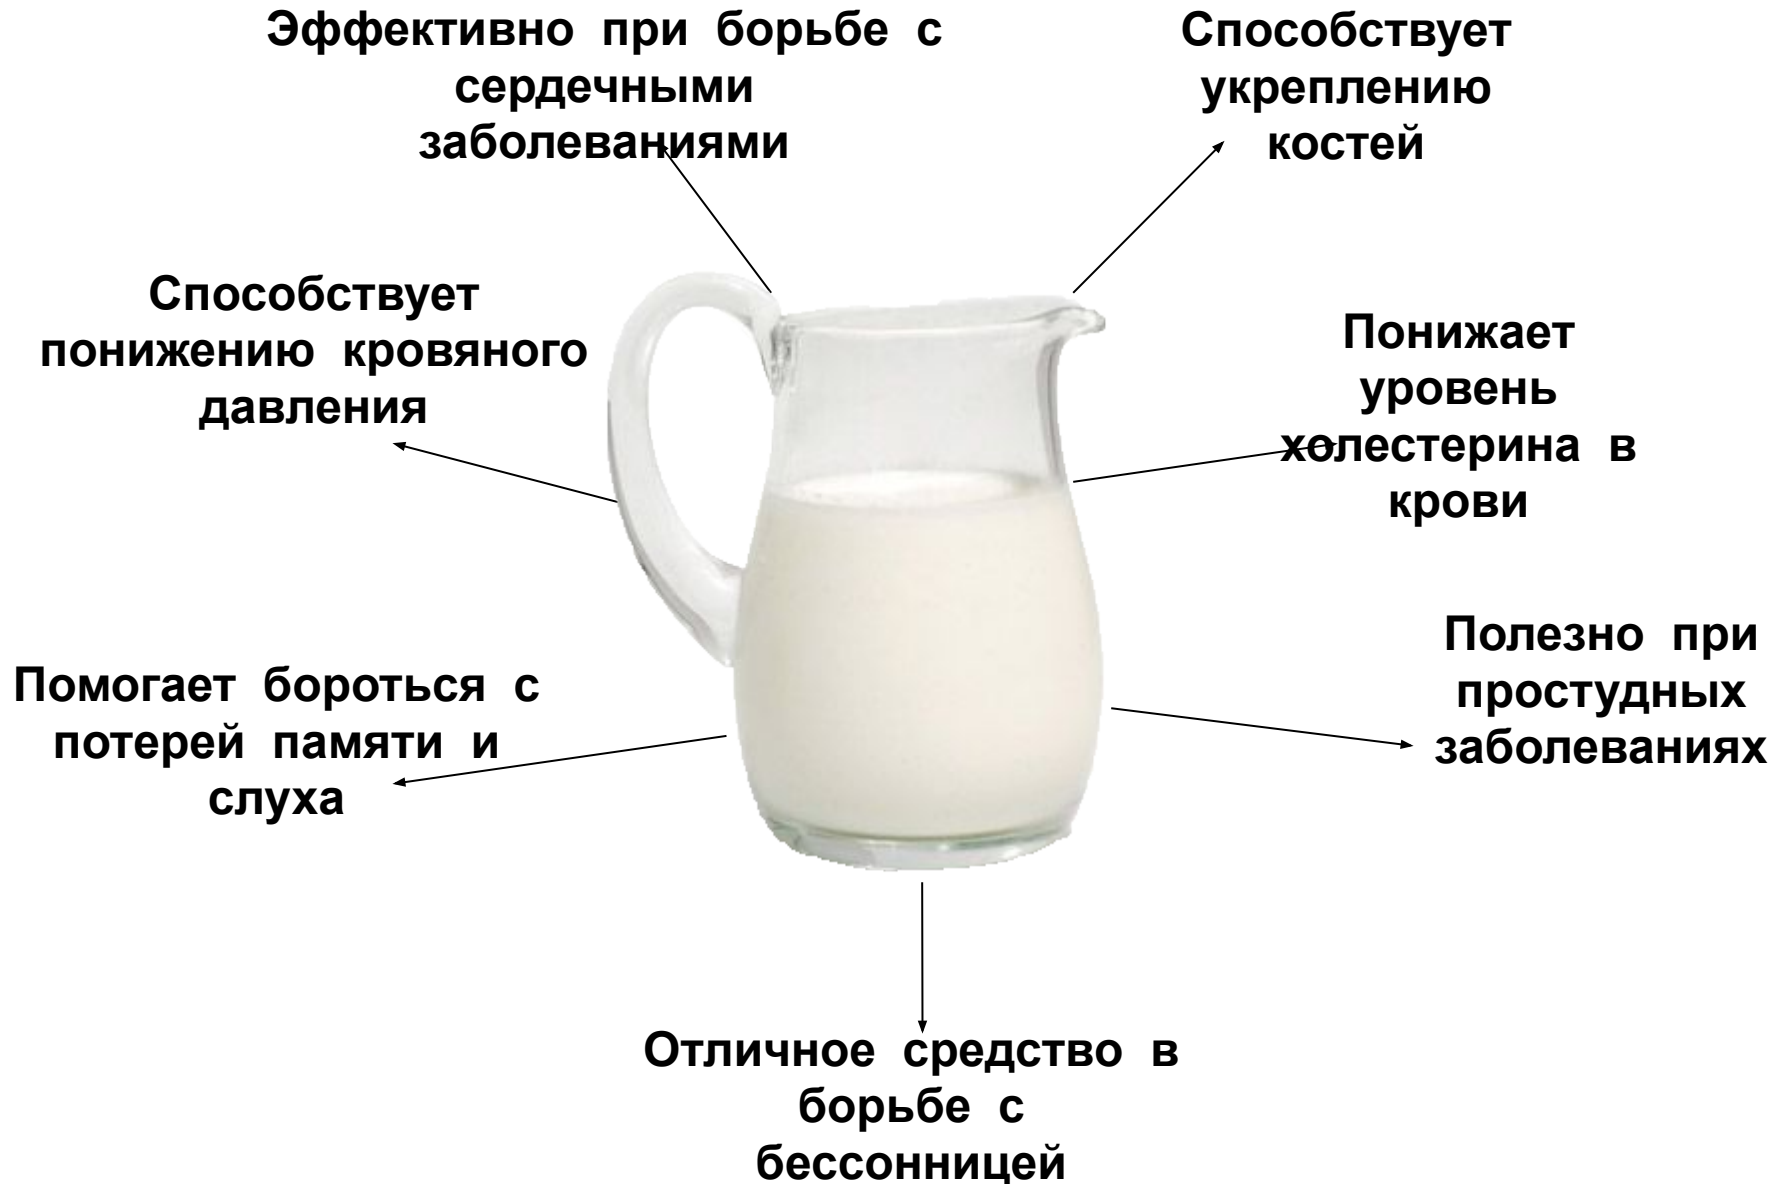 Эффективно при борьбе с
сердечными
заболеваниями
Способствует
укреплению
костей
Способствует
понижению кровяного
давления
Понижает
уровень
холестерина в
крови
Помогает бороться с
потерей памяти и
слуха
Полезно при
простудных
заболеваниях
Отличное средство в
борьбе с
бессонницей